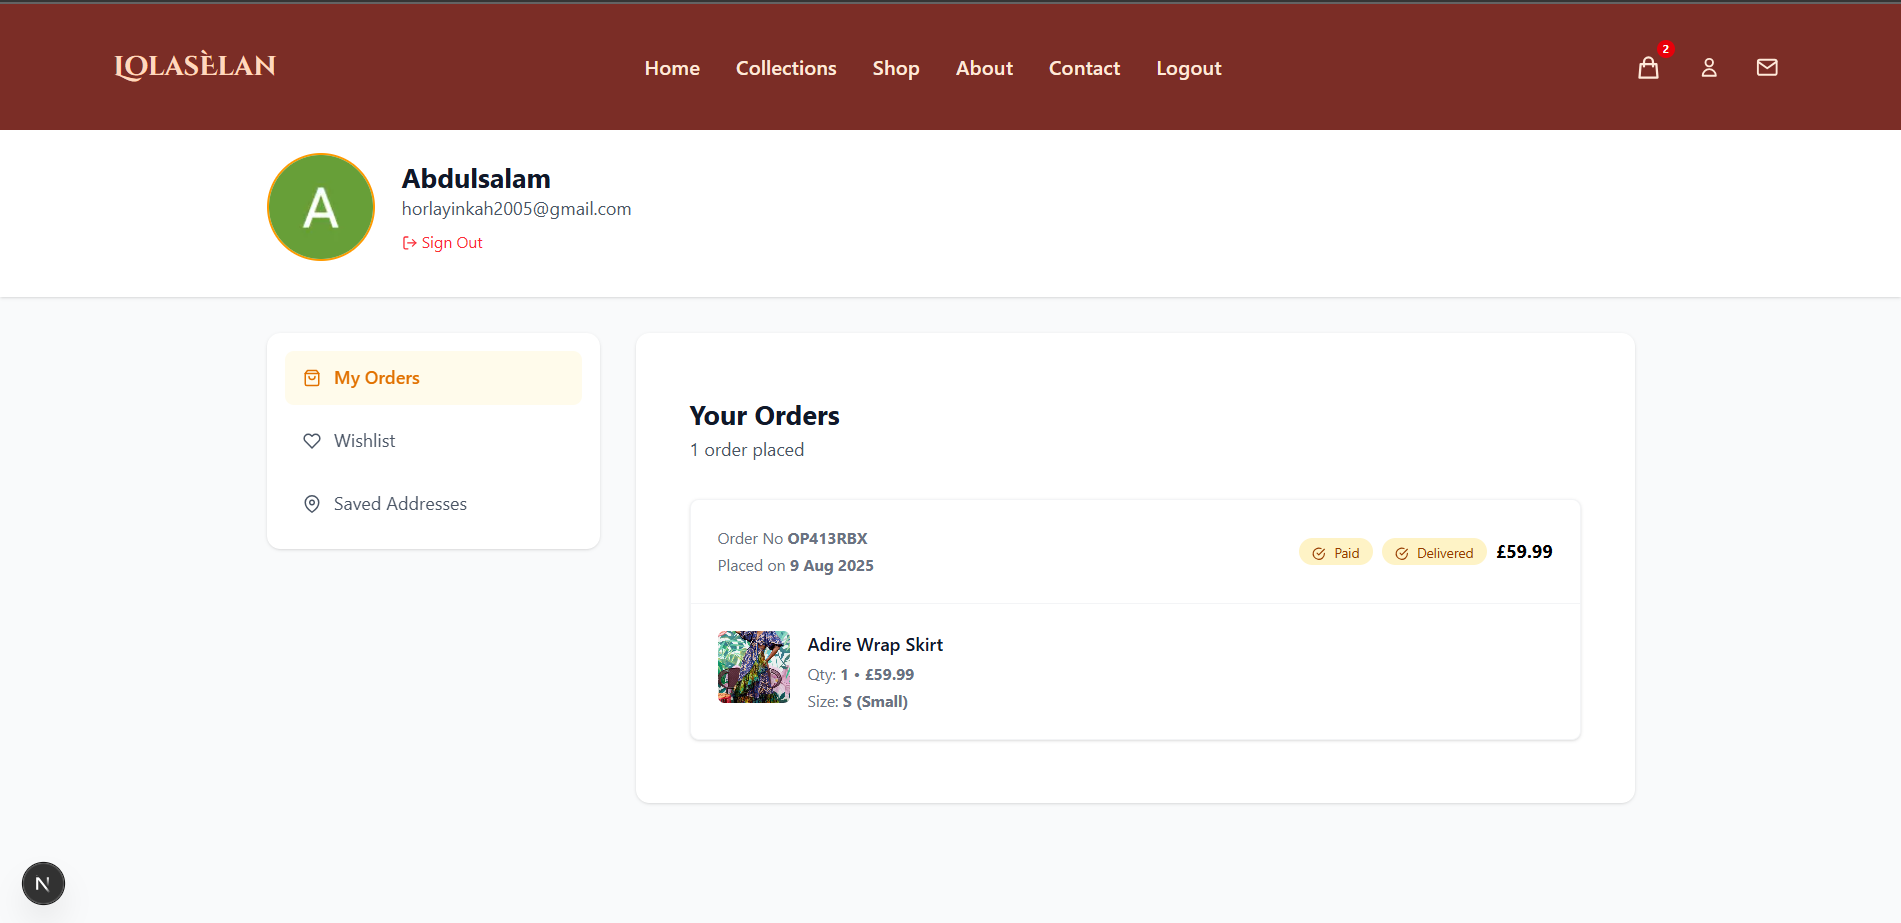 LOLASÈLAN
Home Collections Shop About Contact Logout
2
A
Abdulsalam
horlayinkah2005@gmail.com
Sign Out
My Orders
Wishlist
Saved Addresses
Your Orders
1 order placed
Order No OP413RBX
Placed on 9 Aug 2025
Paid Delivered £59.99
Adire Wrap Skirt
Qty: 1 • £59.99
Size: S (Small)
N